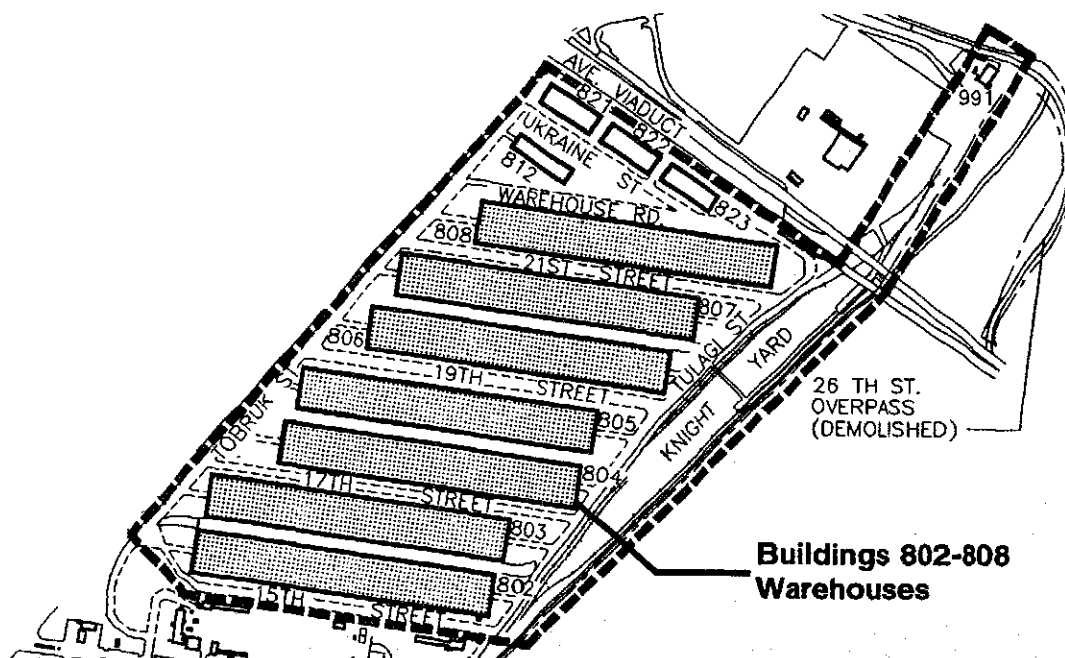 AVE. VIADUCT
991
821
822
UKRAINE ST
812
823
WAREHOUSE RD.
808
21ST STREET
807
TULAGI ST
806
YARD
19TH STREET
26 TH ST.
OVERPASS
(DEMOLISHED)
TOBRUK ST
805
KNIGHT
804
17TH STREET
803
Buildings 802-808
Warehouses
802
15TH STREET